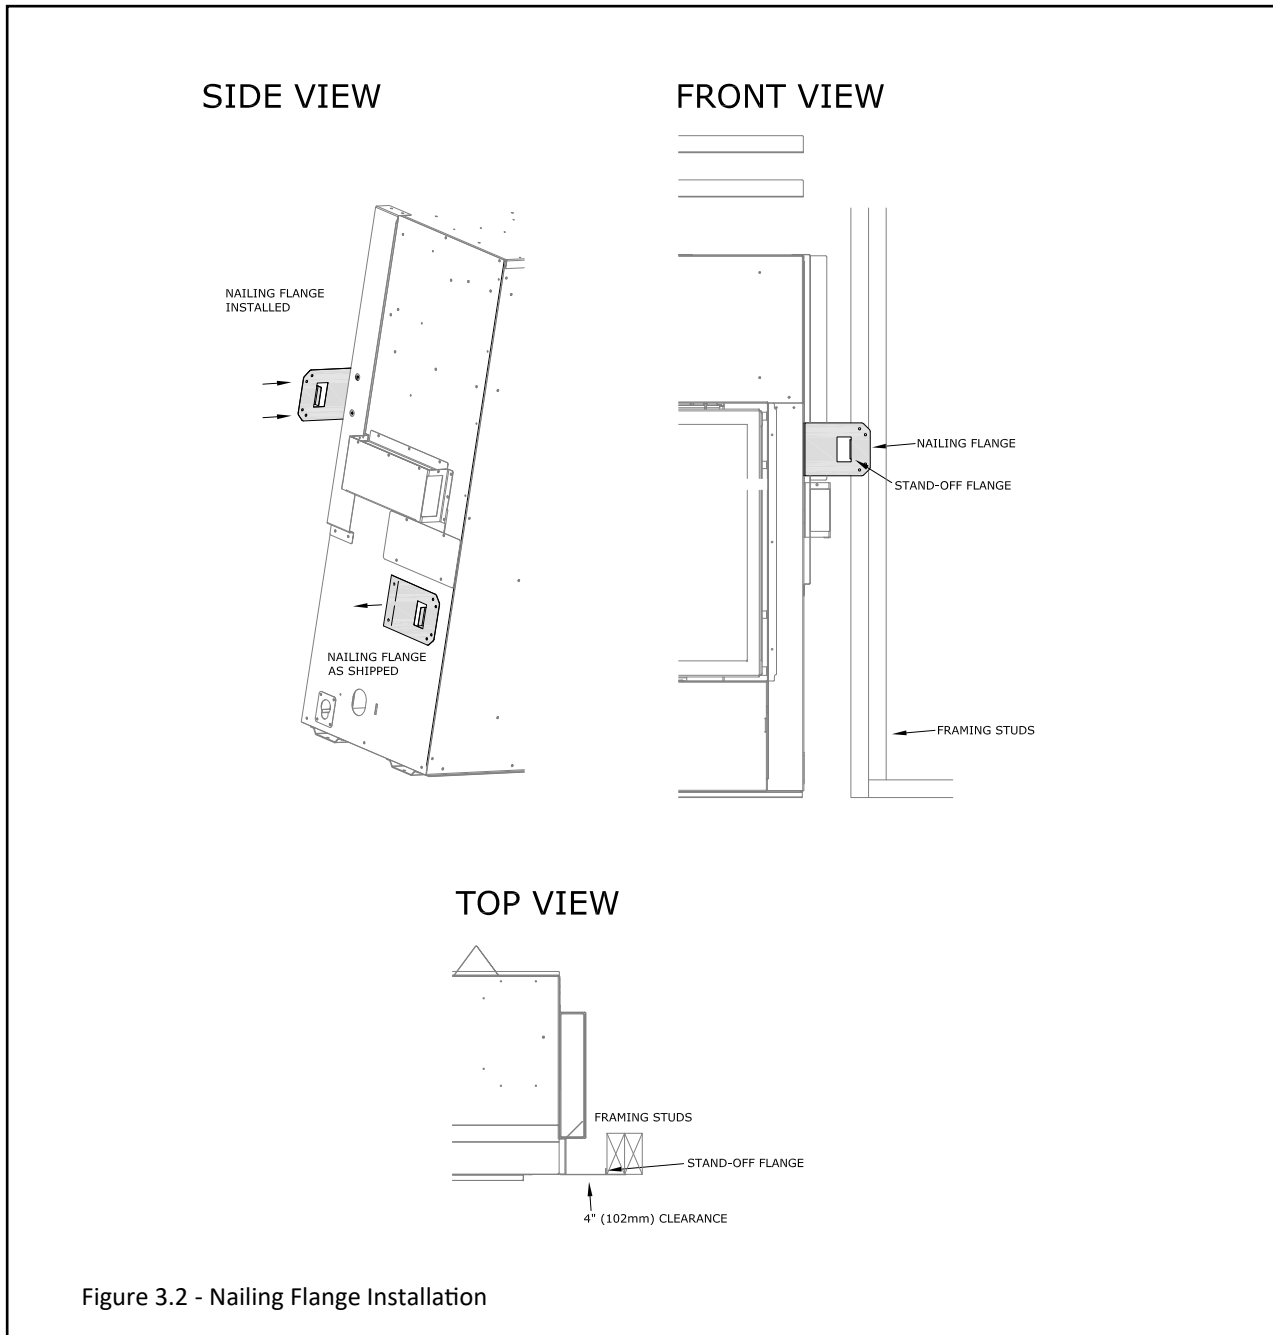 SIDE VIEW
FRONT VIEW
NAILING FLANGE
INSTALLED
NAILING FLANGE
STAND-OFF FLANGE
NAILING FLANGE
AS SHIPPED
FRAMING STUDS
TOP VIEW
FRAMING STUDS
STAND-OFF FLANGE
4" (102mm) CLEARANCE
Figure 3.2 - Nailing Flange Installation